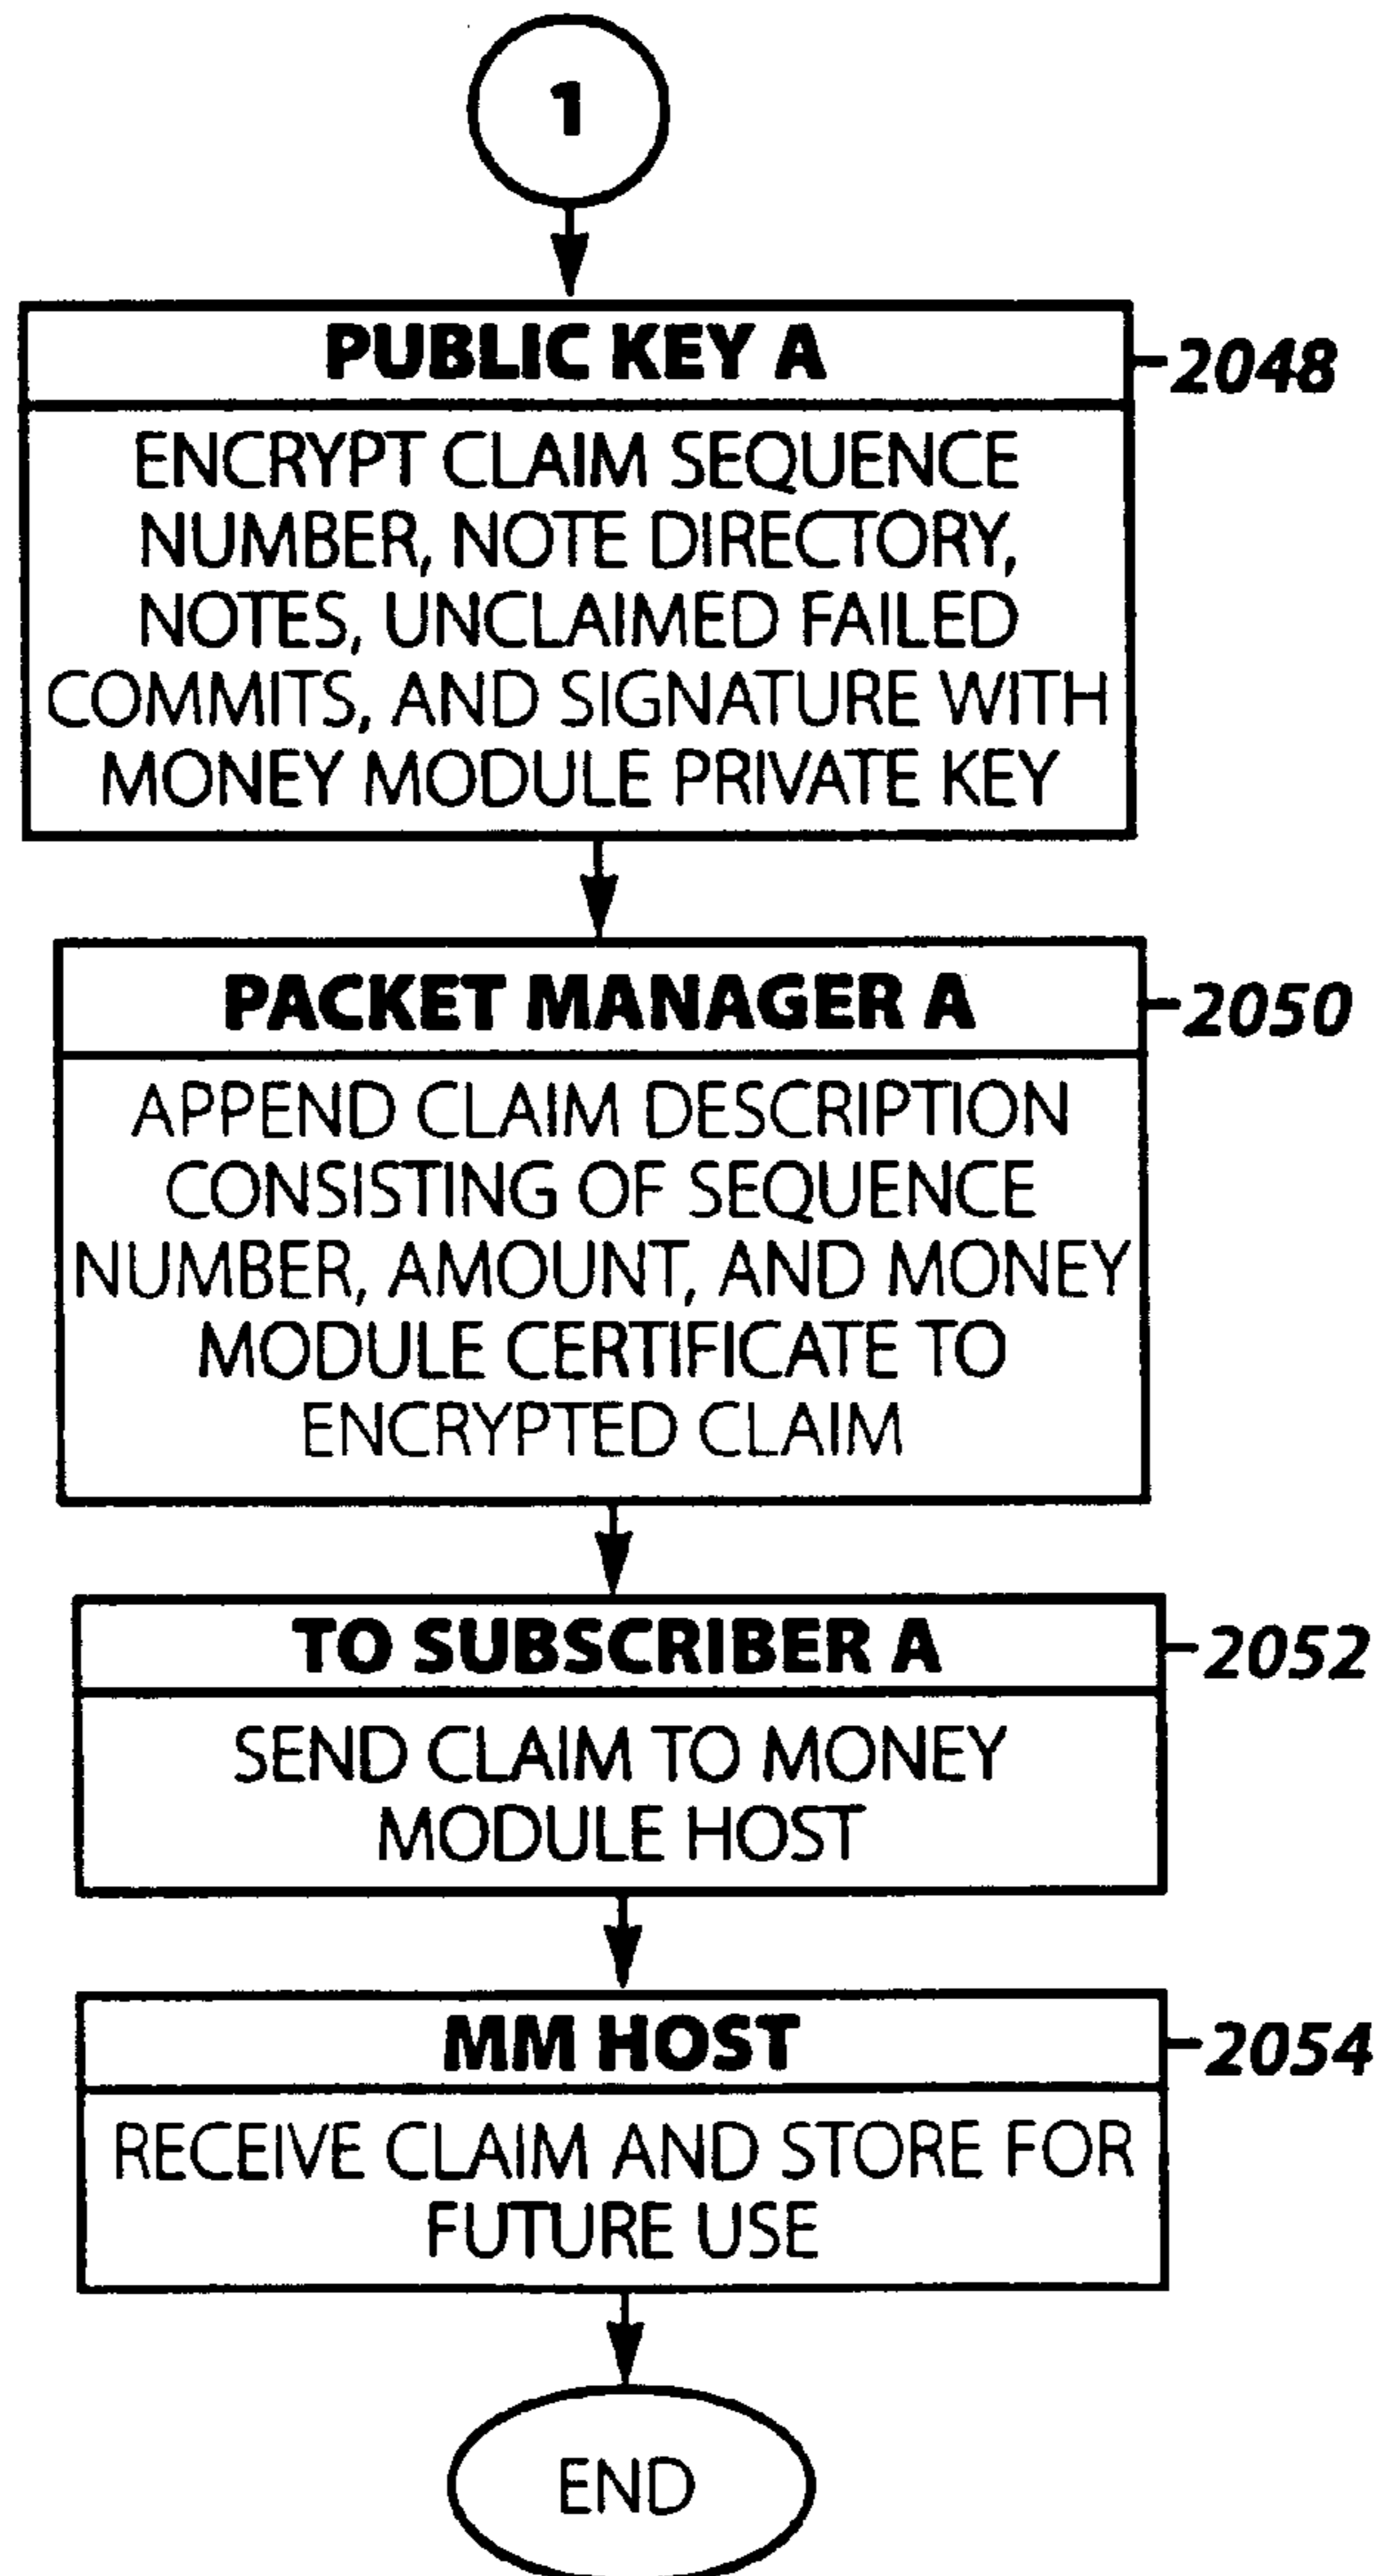 1
PUBLIC KEY A
2048
ENCRYPT CLAIM SEQUENCE
NUMBER, NOTE DIRECTORY,
NOTES, UNCLAIMED FAILED
COMMITS, AND SIGNATURE WITH
MONEY MODULE PRIVATE KEY
PACKET MANAGER A
2050
APPEND CLAIM DESCRIPTION
CONSISTING OF SEQUENCE
NUMBER, AMOUNT, AND MONEY
MODULE CERTIFICATE TO
ENCRYPTED CLAIM
TO SUBSCRIBER A
2052
SEND CLAIM TO MONEY
MODULE HOST
MM HOST
2054
RECEIVE CLAIM AND STORE FOR
FUTURE USE
END